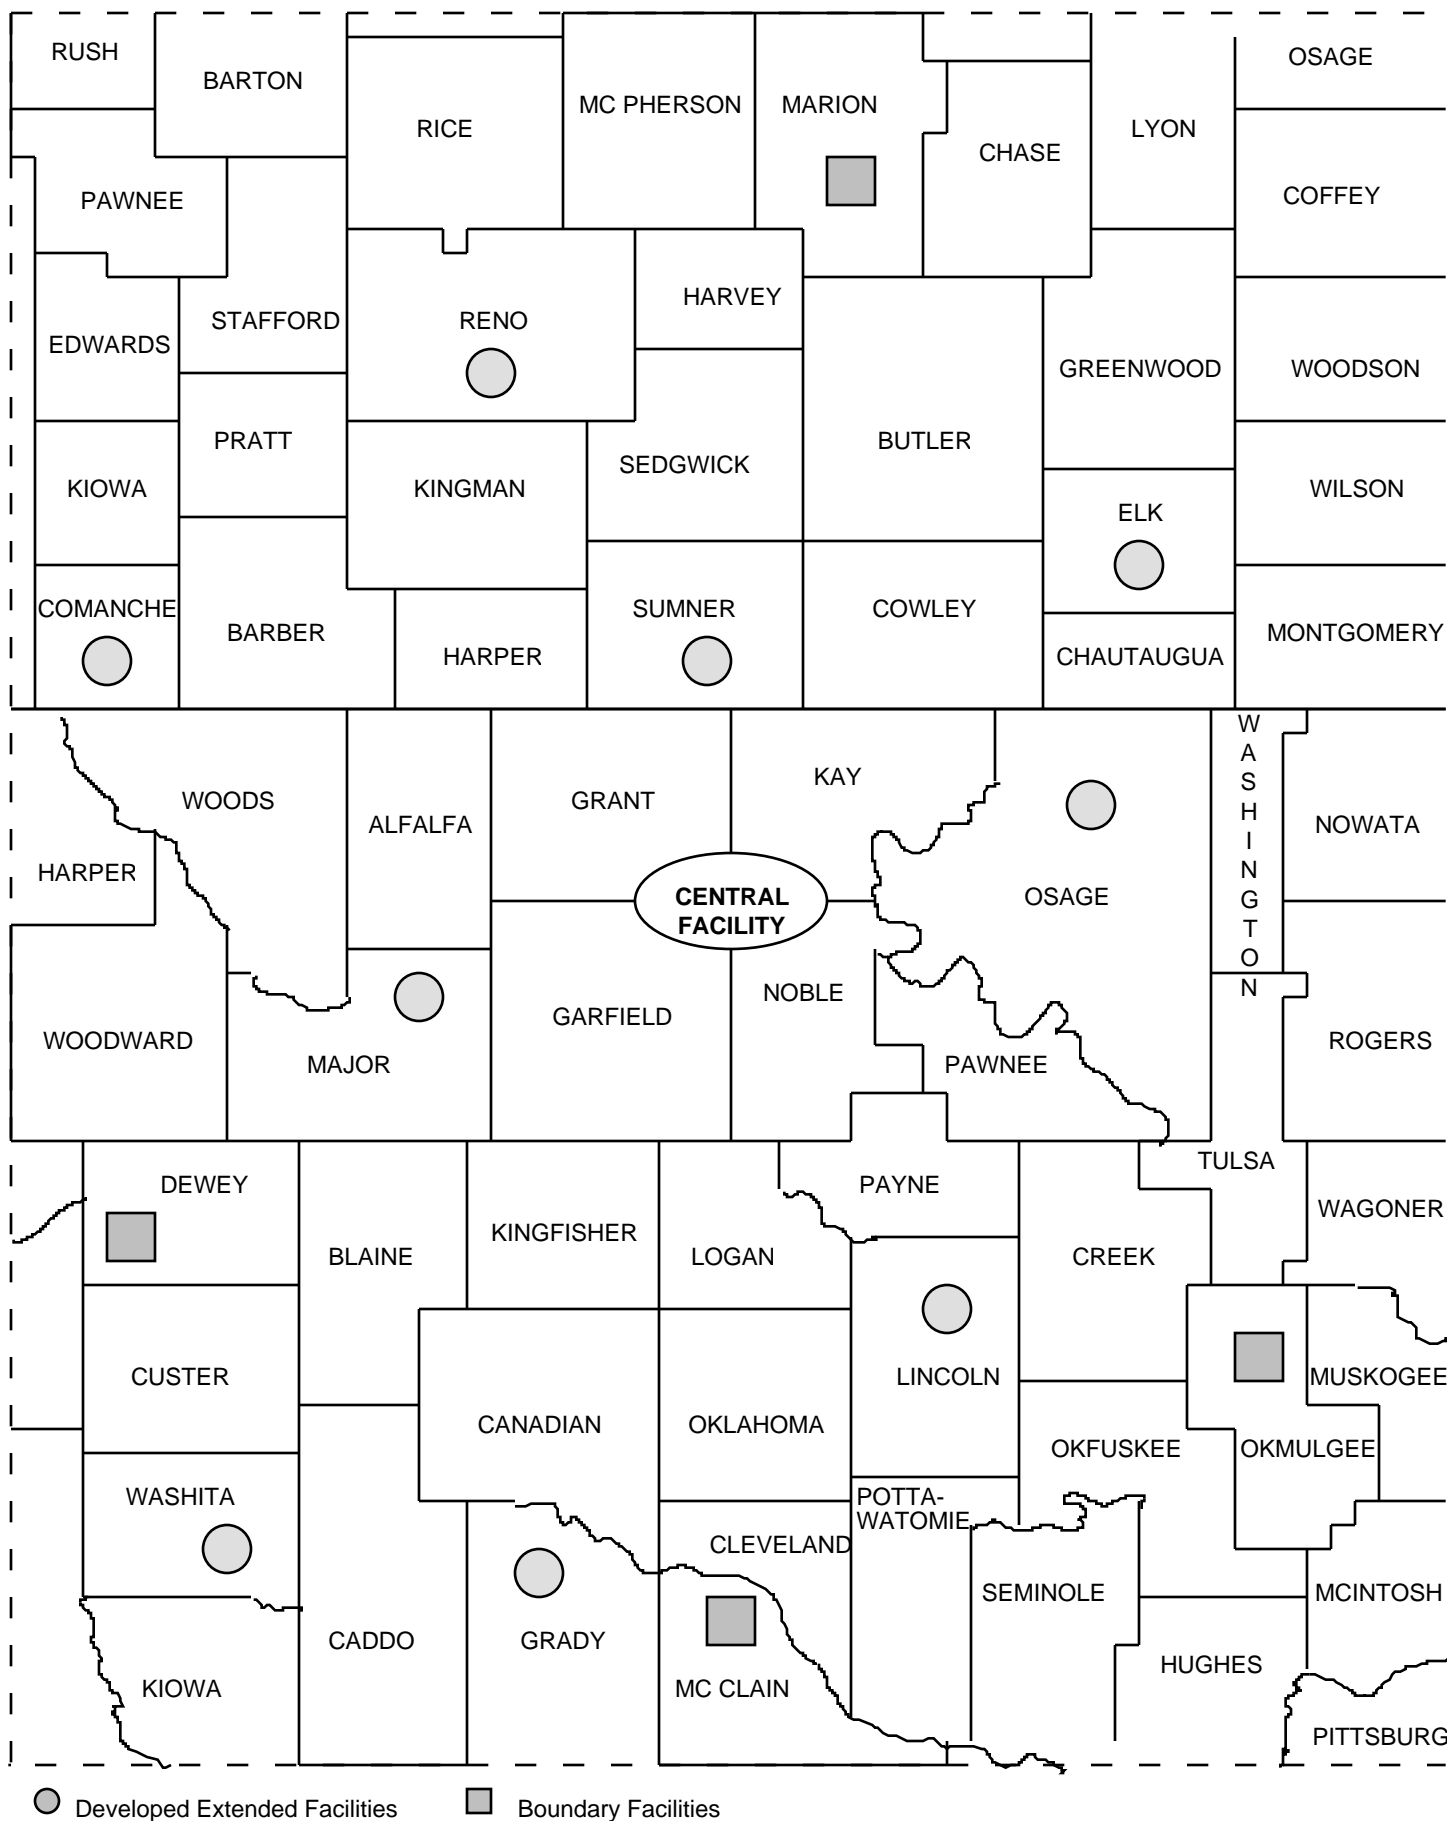 RUSH
BARTON
RICE
MC PHERSON
MARION
CHASE
LYON
OSAGE
PAWNEE
COFFEY
EDWARDS
STAFFORD
RENO
HARVEY
GREENWOOD
WOODSON
PRATT
BUTLER
KIOWA
KINGMAN
SEDGWICK
ELK
WILSON
COMANCHE
BARBER
HARPER
SUMNER
COWLEY
CHAUTAUGUA
MONTGOMERY
WOODS
ALFALFA
GRANT
KAY
WASHINGTON
NOWATA
HARPER
CENTRAL
FACILITY
OSAGE
WOODWARD
MAJOR
GARFIELD
NOBLE
PAWNEE
ROGERS
DEWEY
BLAINE
KINGFISHER
LOGAN
PAYNE
CREEK
TULSA
WAGONER
CUSTER
CANADIAN
OKLAHOMA
LINCOLN
MUSKOGEE
OKFUSKEE
OKMULGEE
WASHITA
CLEVELAND
POTTA-
WATOMIE
SEMINOLE
MCINTOSH
KIOWA
CADDO
GRADY
MC CLAIN
HUGHES
PITTSBURG
Developed Extended Facilities
Boundary Facilities